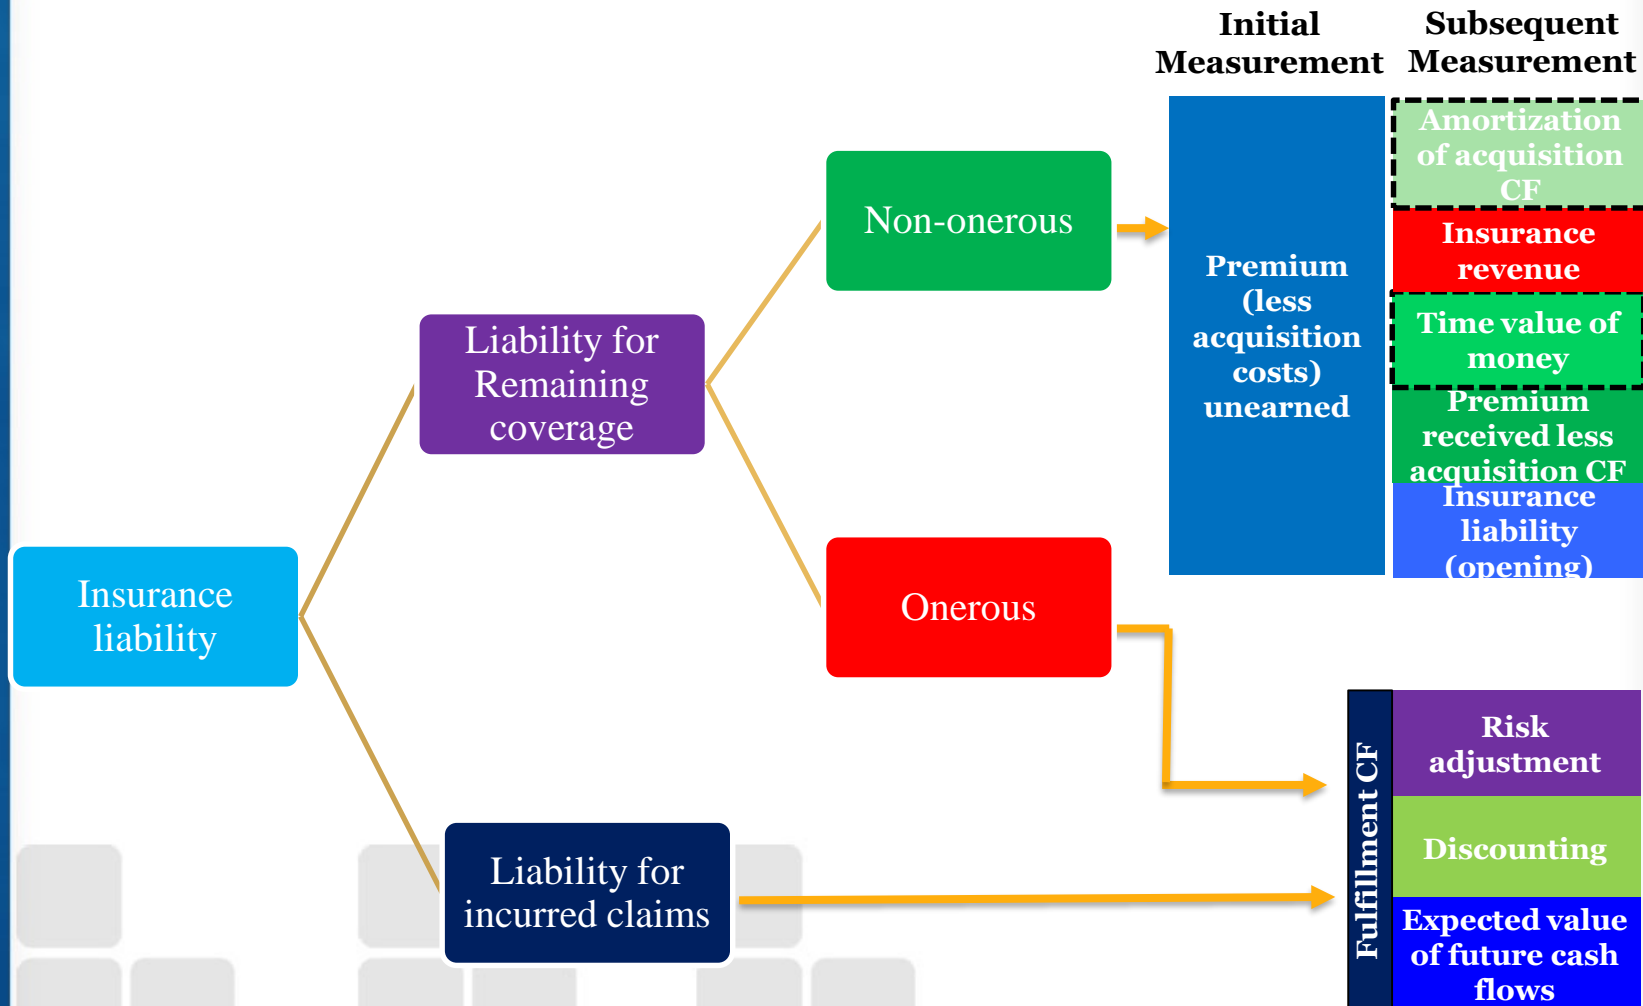 Initial
Measurement
Subsequent
Measurement
Amortization
of acquisition
CF
Insurance
revenue
Time value of
money
Premium
received less
acquisition CF
Insurance
liability
(opening)
Premium
(less
acquisition
costs)
unearned
Non-onerous
Liability for
Remaining
coverage
Onerous
Insurance
liability
Liability for
incurred claims
Fulfillment CF
Risk
adjustment
Discounting
Expected value
of future cash
flows